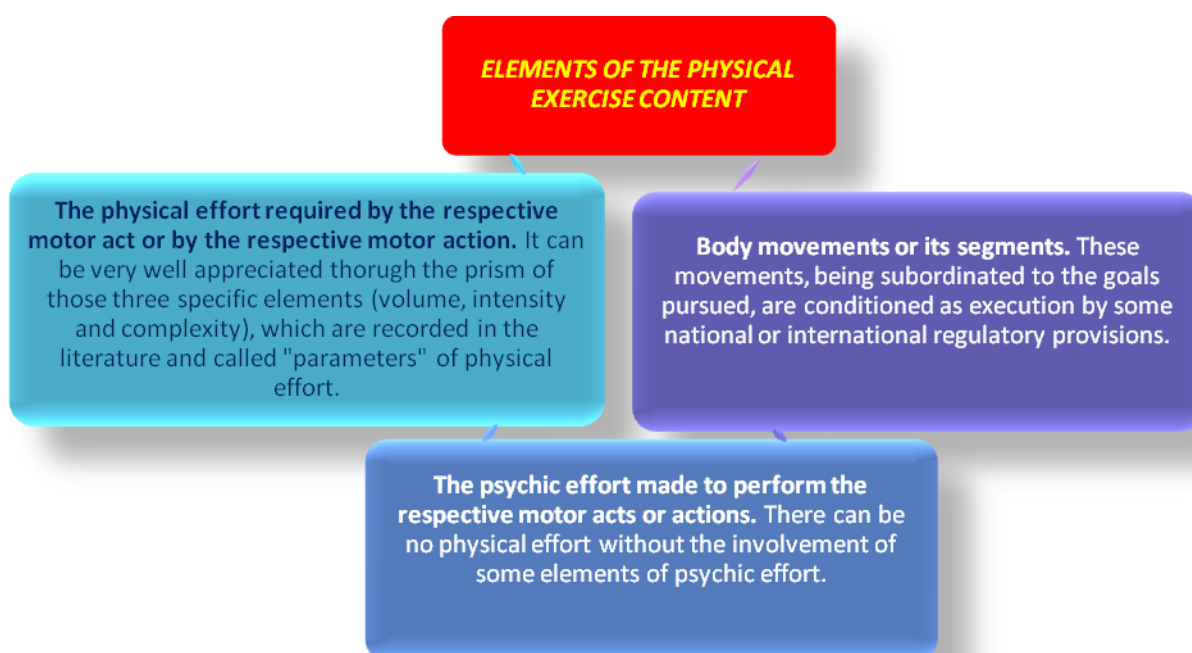 ELEMENTS OF THE PHYSICAL
EXERCISE CONTENT
The physical effort required by the respective
motor act or by the respective motor action. It can
be very well appreciated thorugh the prism of
those three specific elements (volume, intensity
and complexity), which are recorded in the
literature and called "parameters" of physical
effort.
Body movements or its segments. These
movements, being subordinated to the goals
pursued, are conditioned as execution by some
national or international regulatory provisions.
The psychic effort made to perform the
respective motor acts or actions. There can be
no physical effort without the involvement of
some elements of psychic effort.